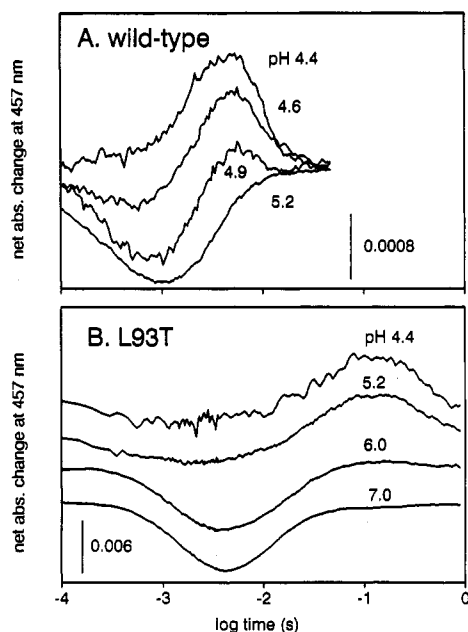 A. wild-type
pH 4.4
4.6
4.9
5.2
0.0008
net abs. change at 457 nm
B. L93T
pH 4.4
5.2
6.0
7.0
0.006
net abs. change at 457 nm
-4 -3 -2 -1 0
log time (s)